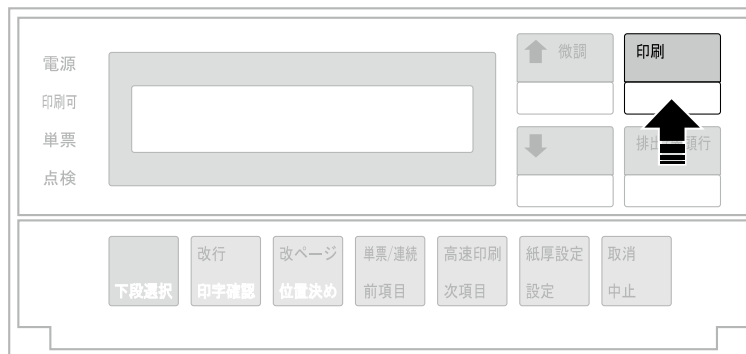 電源
印刷可
単票
点検
微調
印刷
排出 頭行
下段選択
改行
印字確認
改ページ
位置決め
単票/連続
前項目
高速印刷
次項目
紙厚設定
設定
取消
中止